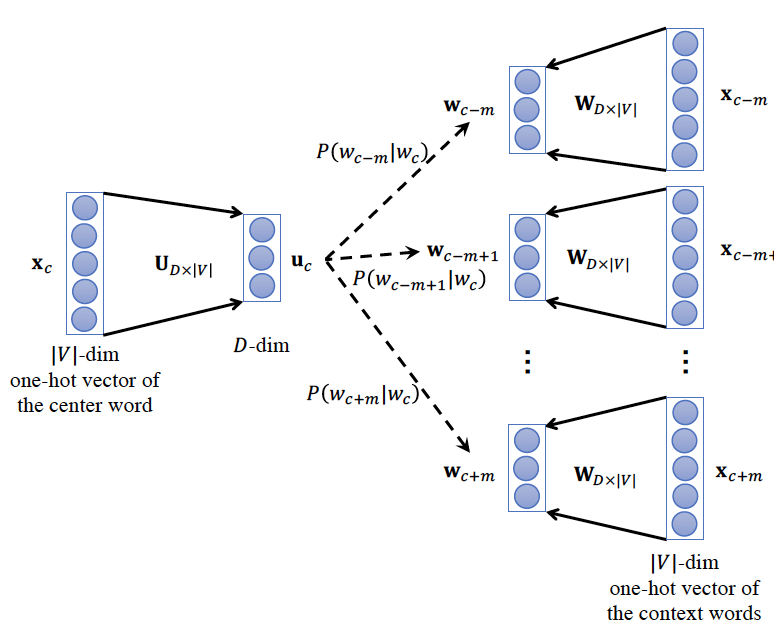 𝐱_{c−m}
𝐰_{c−m}
𝐖_{D×|V|}
P(w_{c−m}|w_c)
𝐱_c
𝐔_{D×|V|}
𝐮_c
𝐰_{c−m+1}
𝐖_{D×|V|}
𝐱_{c−m+}
P(w_{c−m+1}|w_c)
|V|-dim
one-hot vector of
the center word
D-dim
⋮ ⋮
P(w_{c+m}|w_c)
𝐰_{c+m}
𝐖_{D×|V|}
𝐱_{c+m}
|V|-dim
one-hot vector of
the context words